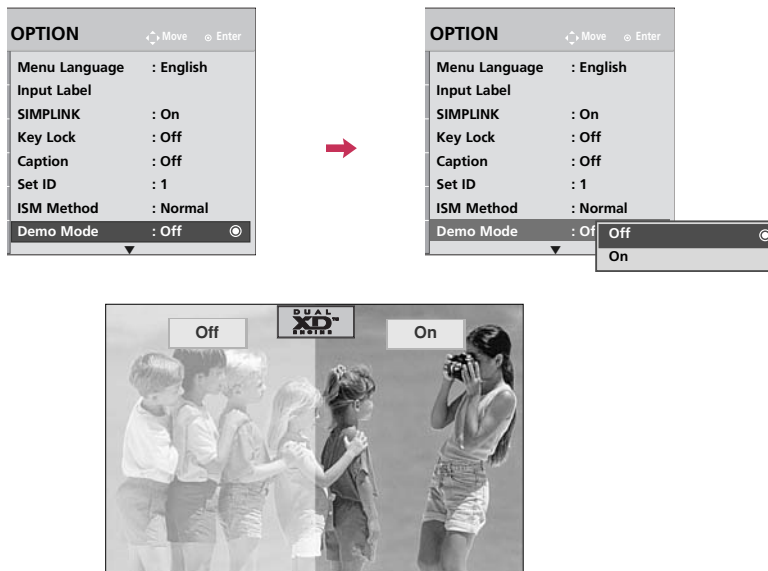 OPTION Move Enter
Menu Language : English
Input Label
SIMPLINK : On
Key Lock : Off
Caption : Off
Set ID : 1
ISM Method : Normal
Demo Mode : Off
OPTION Move Enter
Menu Language : English
Input Label
SIMPLINK : On
Key Lock : Off
Caption : Off
Set ID : 1
ISM Method : Normal
Demo Mode : Of
Off
On
Off
DUAL
XD™
ENGINE
On